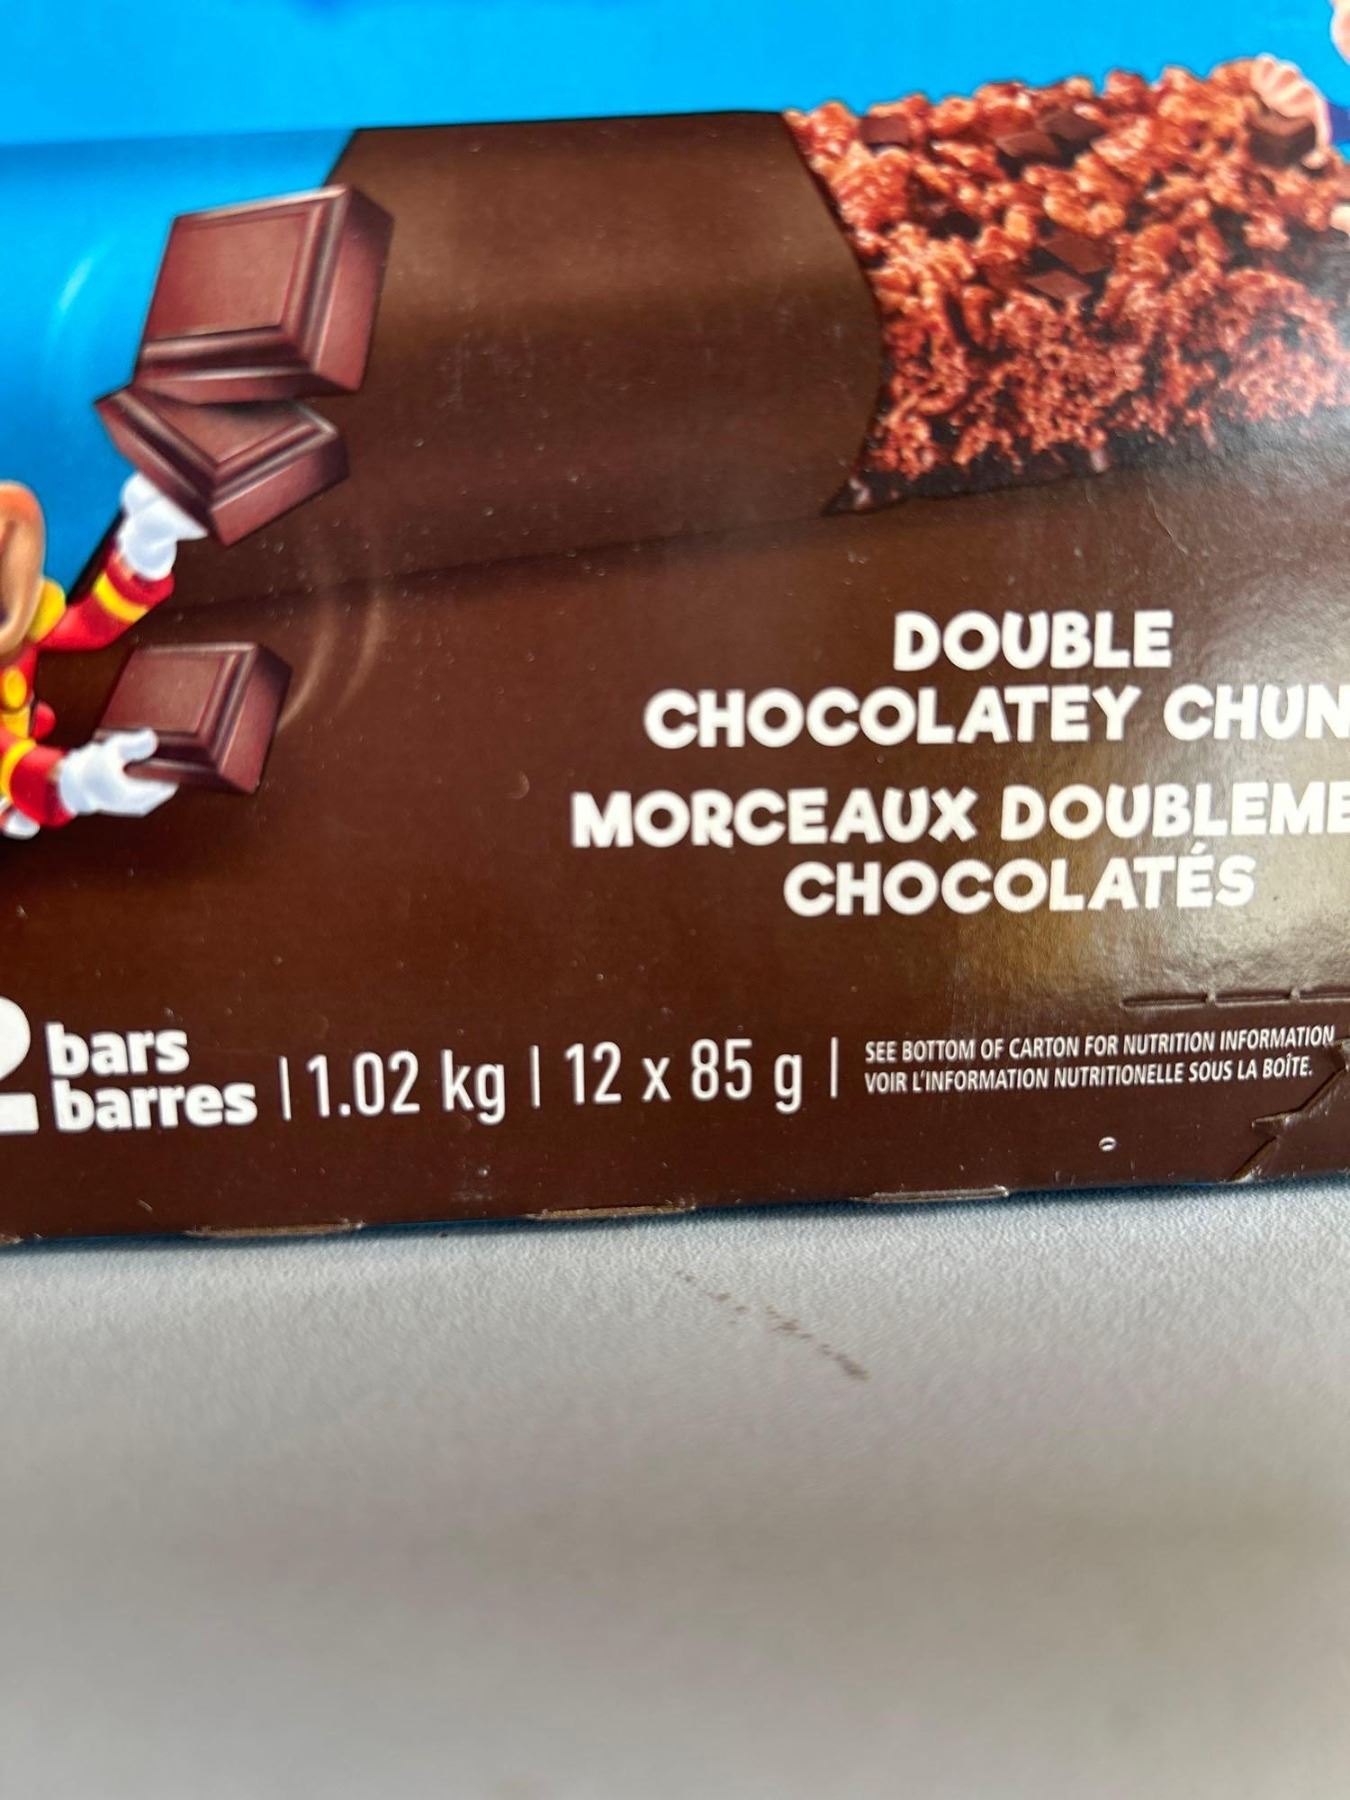 DOUBLE
CHOCOLATEY CHUN
MORCEAUX DOUBLEME
CHOCOLATÉS
2 bars
barres | 1.02 kg | 12 x 85 g |
SEE BOTTOM OF CARTON FOR NUTRITION INFORMATION
VOIR L'INFORMATION NUTRITIONELLE SOUS LA BOÎTE.